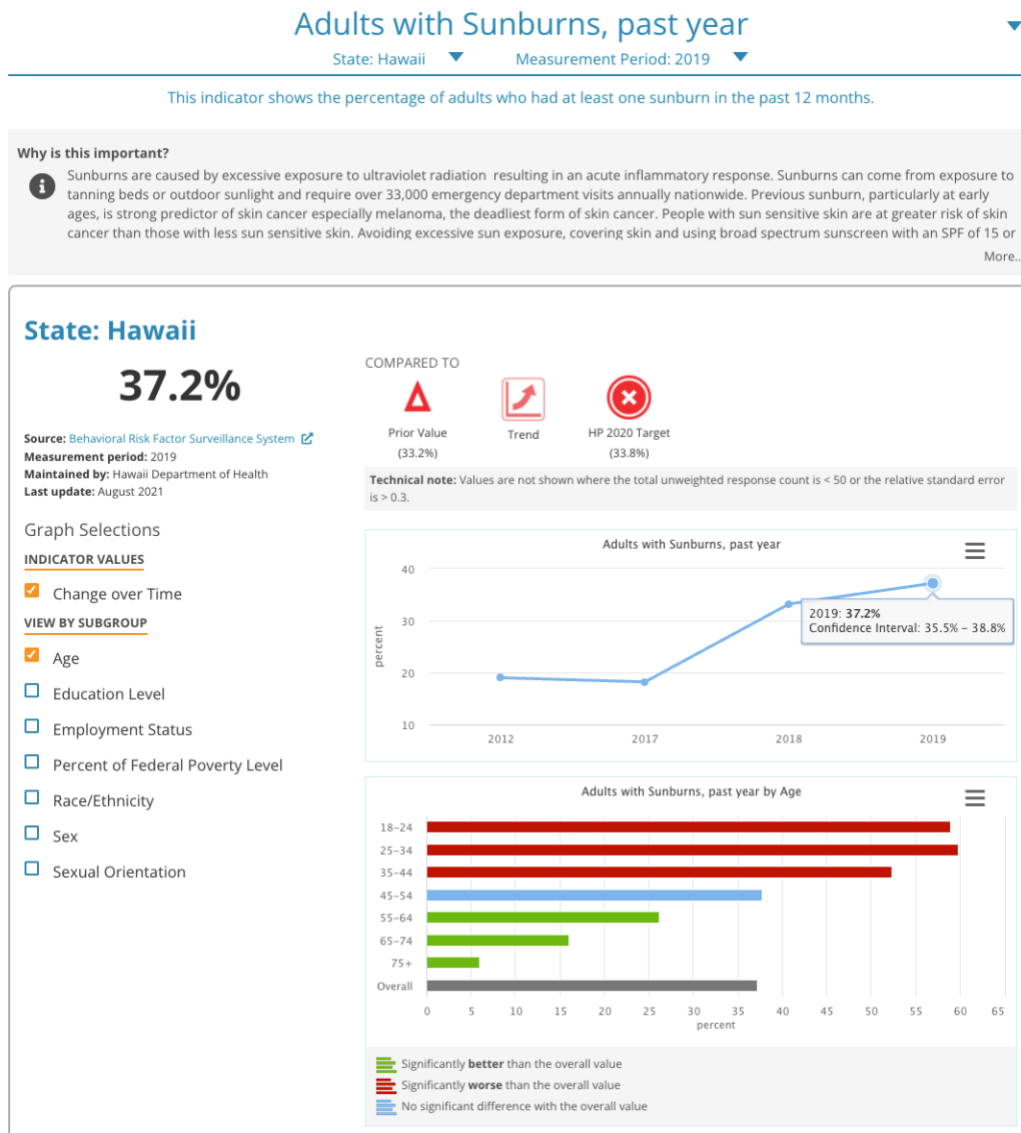 Adults with Sunburns, past year
State: Hawaii Measurement Period: 2019
This indicator shows the percentage of adults who had at least one sunburn in the past 12 months.
Why is this important?
Sunburns are caused by excessive exposure to ultraviolet radiation resulting in an acute inflammatory response. Sunburns can come from exposure to
tanning beds or outdoor sunlight and require over 33,000 emergency department visits annually nationwide. Previous sunburn, particularly at early
ages, is strong predictor of skin cancer especially melanoma, the deadliest form of skin cancer. People with sun sensitive skin are at greater risk of skin
cancer than those with less sun sensitive skin. Avoiding excessive sun exposure, covering skin and using broad spectrum sunscreen with an SPF of 15 or
More..
State: Hawaii
37.2%
Source: Behavioral Risk Factor Surveillance System
Measurement period: 2019
Maintained by: Hawaii Department of Health
Last update: August 2021
COMPARED TO
Prior Value
(33.2%)
Trend
HP 2020 Target
(33.8%)
Technical note: Values are not shown where the total unweighted response count is < 50 or the relative standard error
is > 0.3.
Graph Selections
INDICATOR VALUES
Change over Time
VIEW BY SUBGROUP
Age
Education Level
Employment Status
Percent of Federal Poverty Level
Race/Ethnicity
Sex
Sexual Orientation
Adults with Sunburns, past year
percent
40
30
20
10
2019: 37.2%
Confidence Interval: 35.5% – 38.8%
2012 2017 2018 2019
Adults with Sunburns, past year by Age
18–24
25–34
35–44
45–54
55–64
65–74
75+
Overall
0 5 10 15 20 25 30 35 40 45 50 55 60 65
percent
Significantly better than the overall value
Significantly worse than the overall value
No significant difference with the overall value